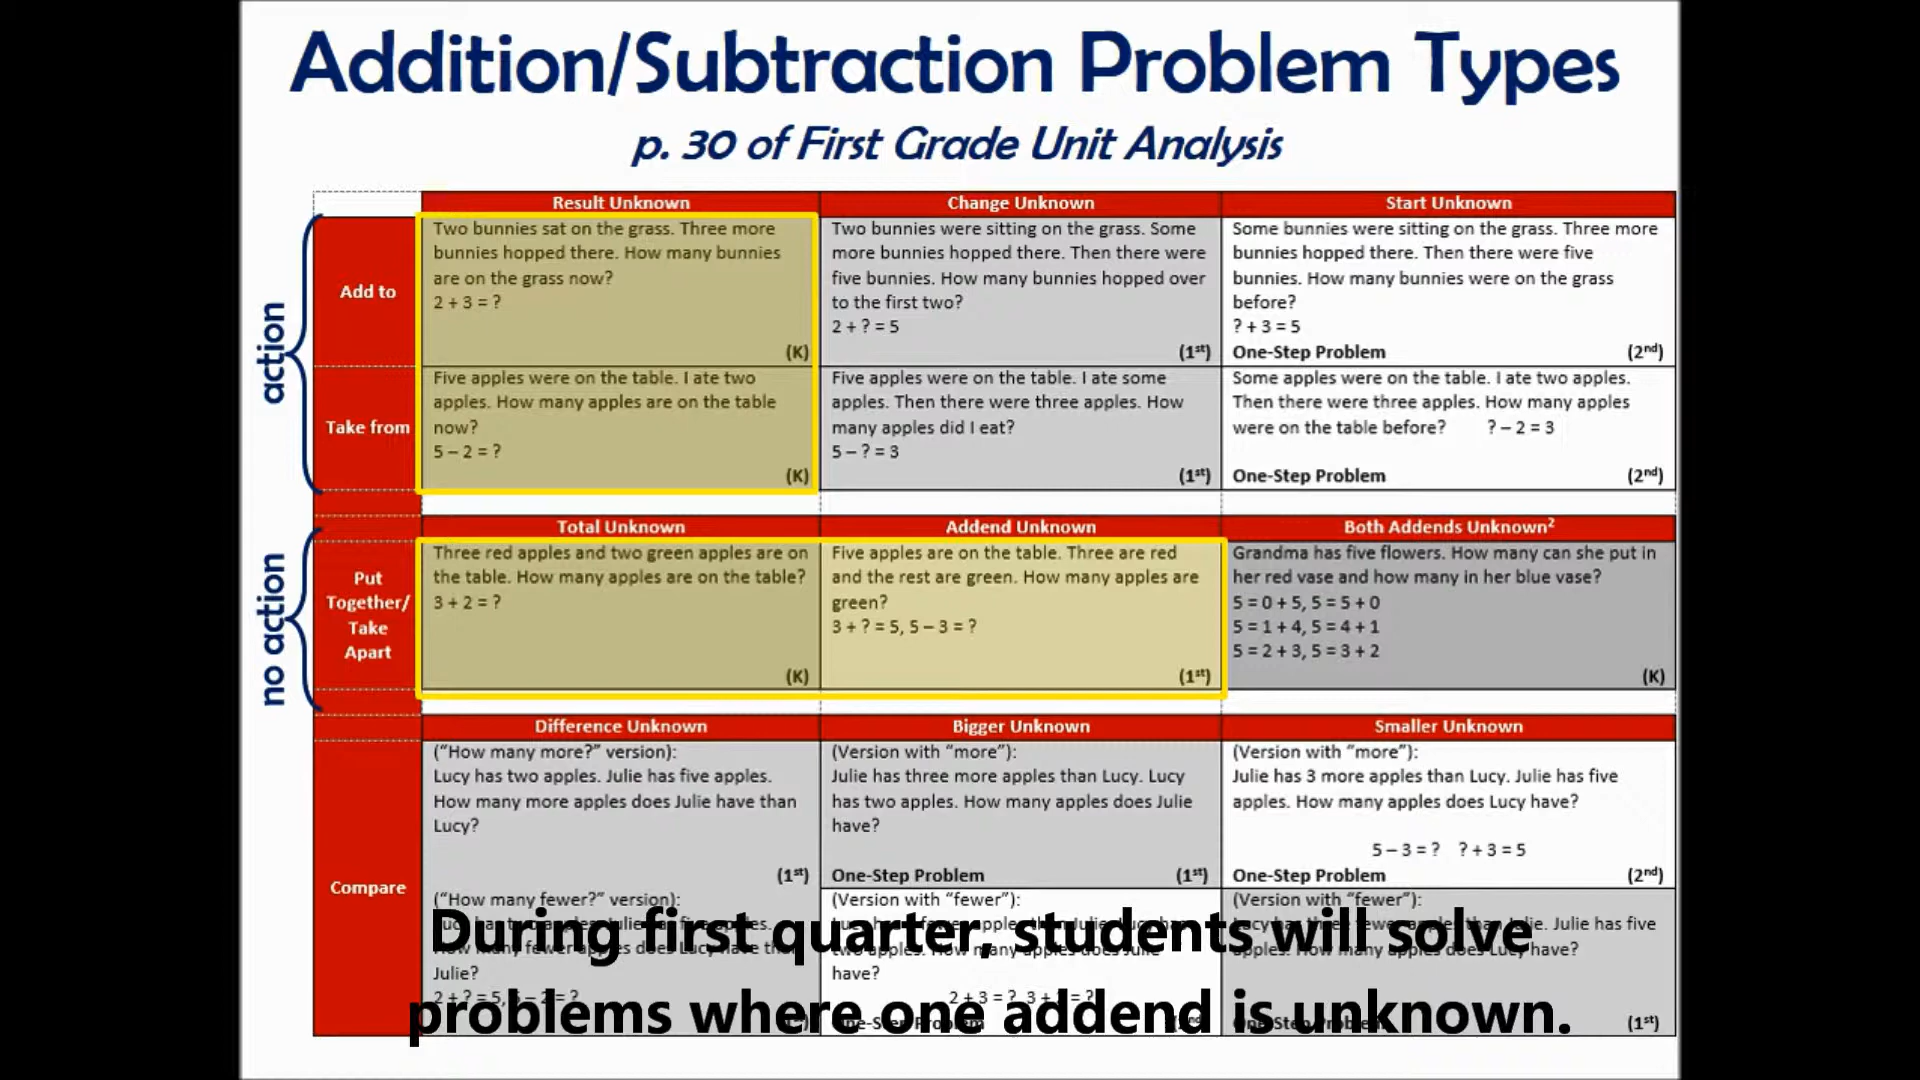 Addition/Subtraction Problem Types
p. 30 of First Grade Unit Analysis
Result Unknown
Change Unknown
Start Unknown
action
Add to
Two bunnies sat on the grass. Three more
bunnies hopped there. How many bunnies
are on the grass now?
2 + 3 = ?
(K)
Two bunnies were sitting on the grass. Some
more bunnies hopped there. Then there were
five bunnies. How many bunnies hopped over
to the first two?
2 + ? = 5
(1st)
Some bunnies were sitting on the grass. Three more
bunnies hopped there. Then there were five
bunnies. How many bunnies were on the grass
before?
? + 3 = 5
One-Step Problem (2nd)
Take from
Five apples were on the table. I ate two
apples. How many apples are on the table
now?
5 – 2 = ?
(K)
Five apples were on the table. I ate some
apples. Then there were three apples. How
many apples did I eat?
5 – ? = 3
(1st)
Some apples were on the table. I ate two apples.
Then there were three apples. How many apples
were on the table before? ? – 2 = 3
One-Step Problem (2nd)
Total Unknown
Addend Unknown
Both Addends Unknown2
no action
Put
Together/
Take
Apart
Three red apples and two green apples are on
the table. How many apples are on the table?
3 + 2 = ?
(K)
Five apples are on the table. Three are red
and the rest are green. How many apples are
green?
3 + ? = 5, 5 – 3 = ?
(1st)
Grandma has five flowers. How many can she put in
her red vase and how many in her blue vase?
5 = 0 + 5, 5 = 5 + 0
5 = 1 + 4, 5 = 4 + 1
5 = 2 + 3, 5 = 3 + 2
(K)
Difference Unknown
Bigger Unknown
Smaller Unknown
Compare
(“How many more?” version):
Lucy has two apples. Julie has five apples.
How many more apples does Julie have than
Lucy?
(1st)
(Version with “more”):
Julie has three more apples than Lucy. Lucy
has two apples. How many apples does Julie
have?
One-Step Problem (1st)
(Version with “more”):
Julie has 3 more apples than Lucy. Julie has five
apples. How many apples does Lucy have?
5 – 3 = ? ? + 3 = 5
One-Step Problem (2nd)
(“How many fewer?” version):
Julie?
(Version with “fewer”):
have?
(Version with “fewer”):
Julie has five
have?
(1st)
During first quarter, students will solve
problems where one addend is unknown.